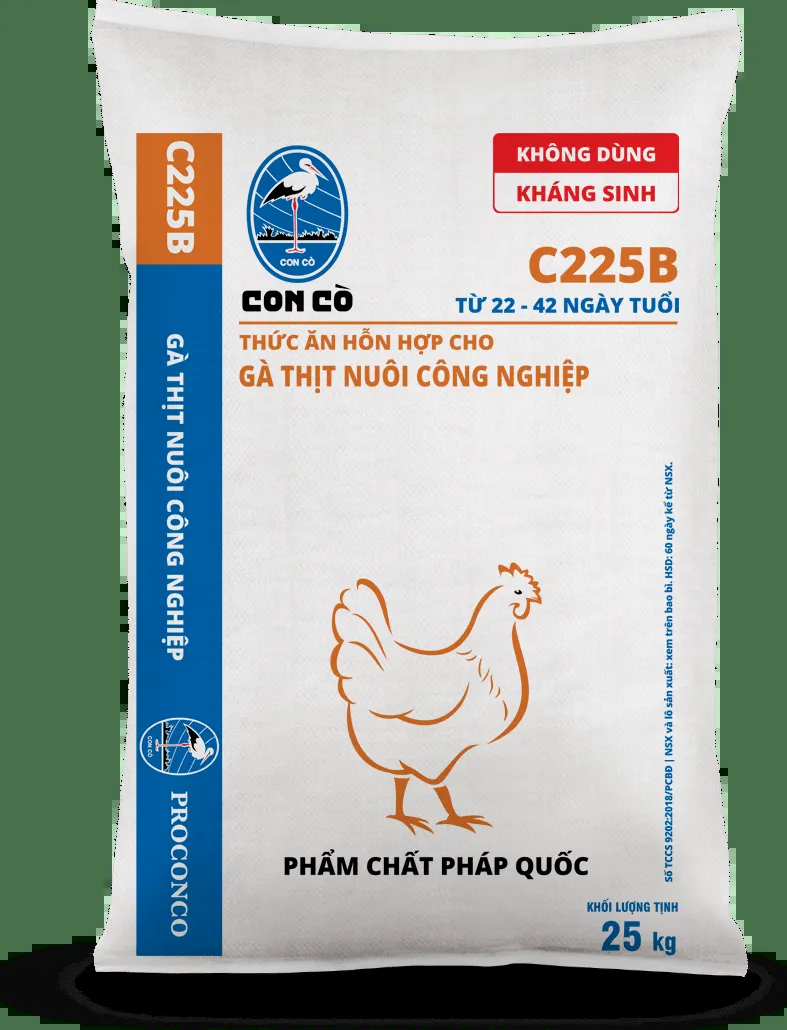 C225B
GÀ THỊT NUÔI CÔNG NGHIỆP
CON CÒ
PROCONCO
CON CÒ
CON CÒ
KHÔNG DÙNG
KHÁNG SINH
C225B
TỪ 22 - 42 NGÀY TUỔI
THỨC ĂN HỖN HỢP CHO
GÀ THỊT NUÔI CÔNG NGHIỆP
Số TCCS 9202:2018/PCBĐ | NSX và lô sản xuất: xem trên bao bì. HSD: 60 ngày kể từ NSX.
PHẨM CHẤT PHÁP QUỐC
KHỐI LƯỢNG TỊNH
25 kg